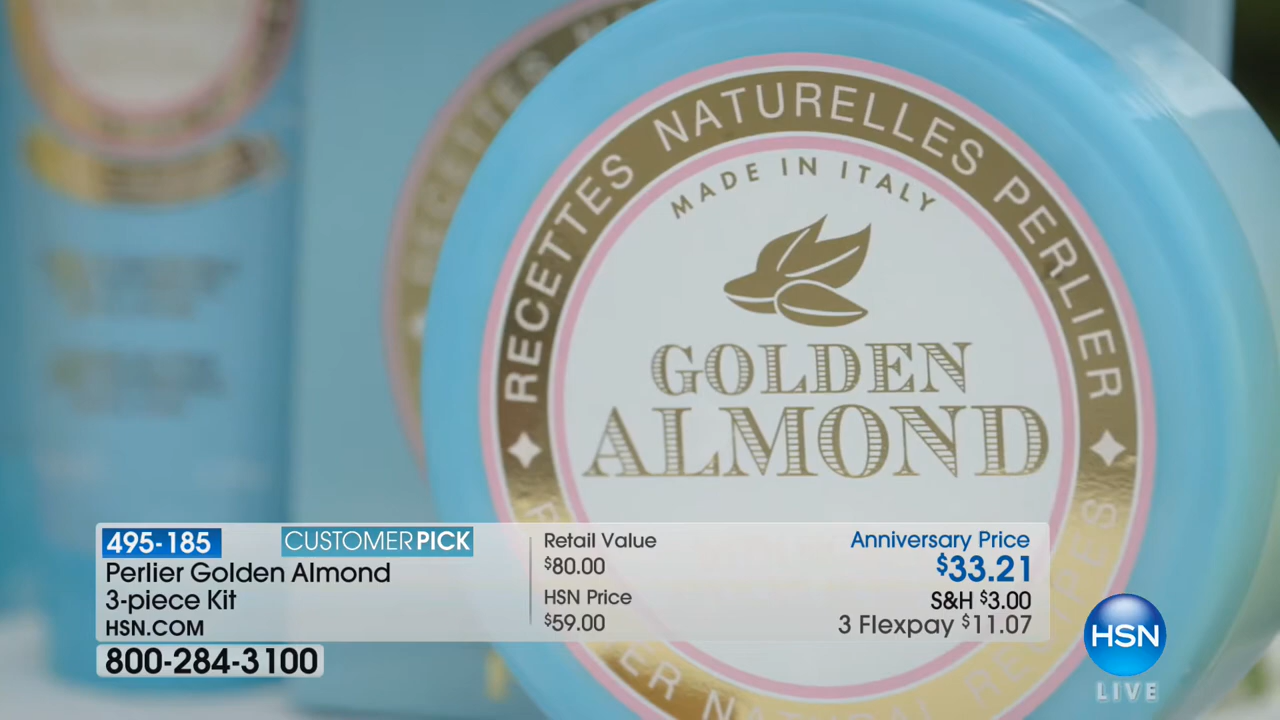 RECETTES NATURELLES PERLIER
MADE IN ITALY
GOLDEN
ALMOND
495-185
CUSTOMER PICK
Perlier Golden Almond
3-piece Kit
HSN.COM
800-284-3100
Retail Value
$80.00
HSN Price
$59.00
Anniversary Price
$33.21
S&H $3.00
3 Flexpay $11.07
HSN
LIVE